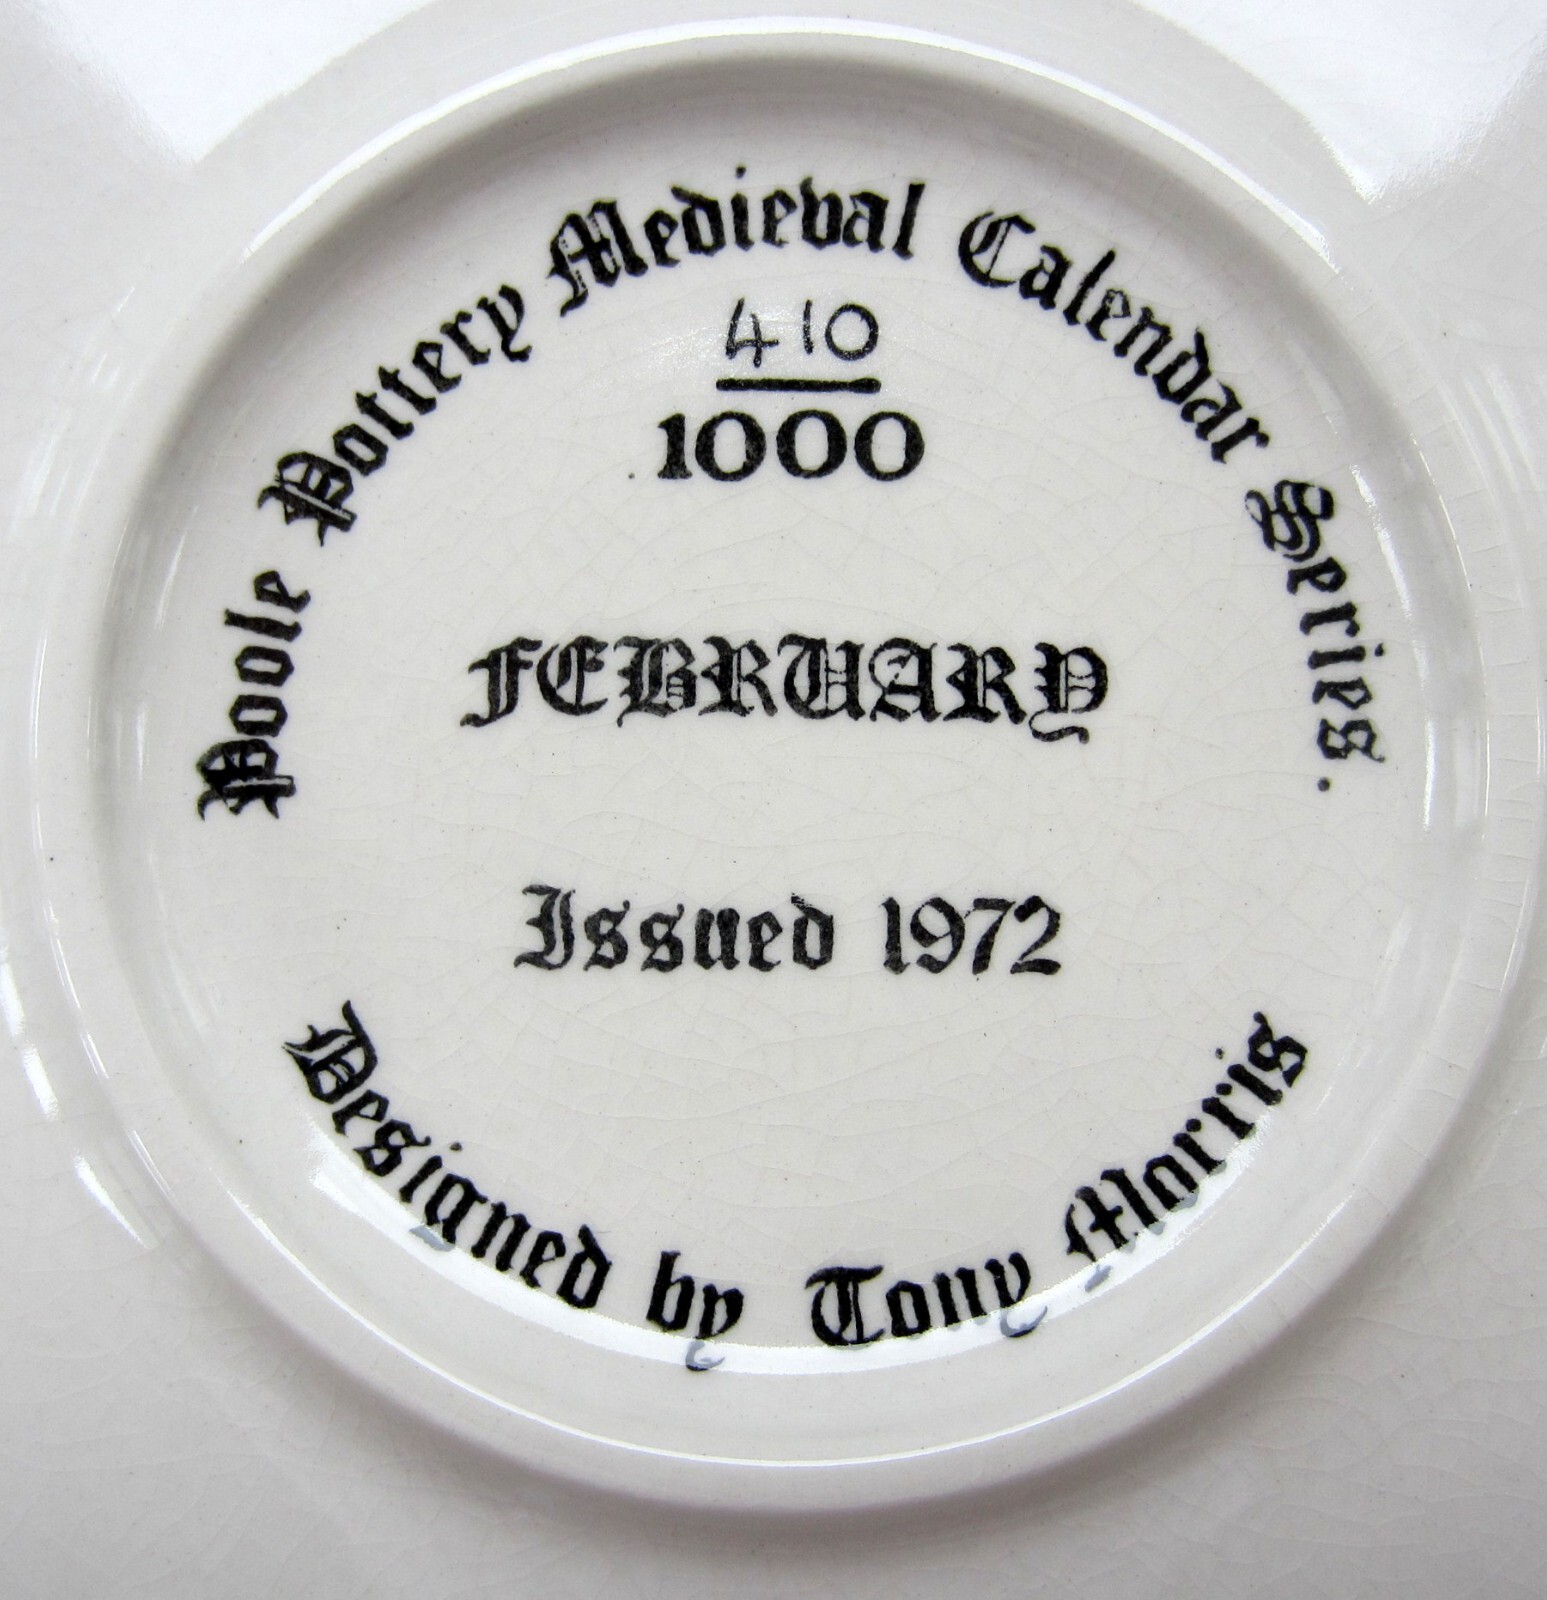 Poole Pottery Medieval Calendar Series.
410
1000
FEBRUARY
Issued 1972
Designed by Tony Morris